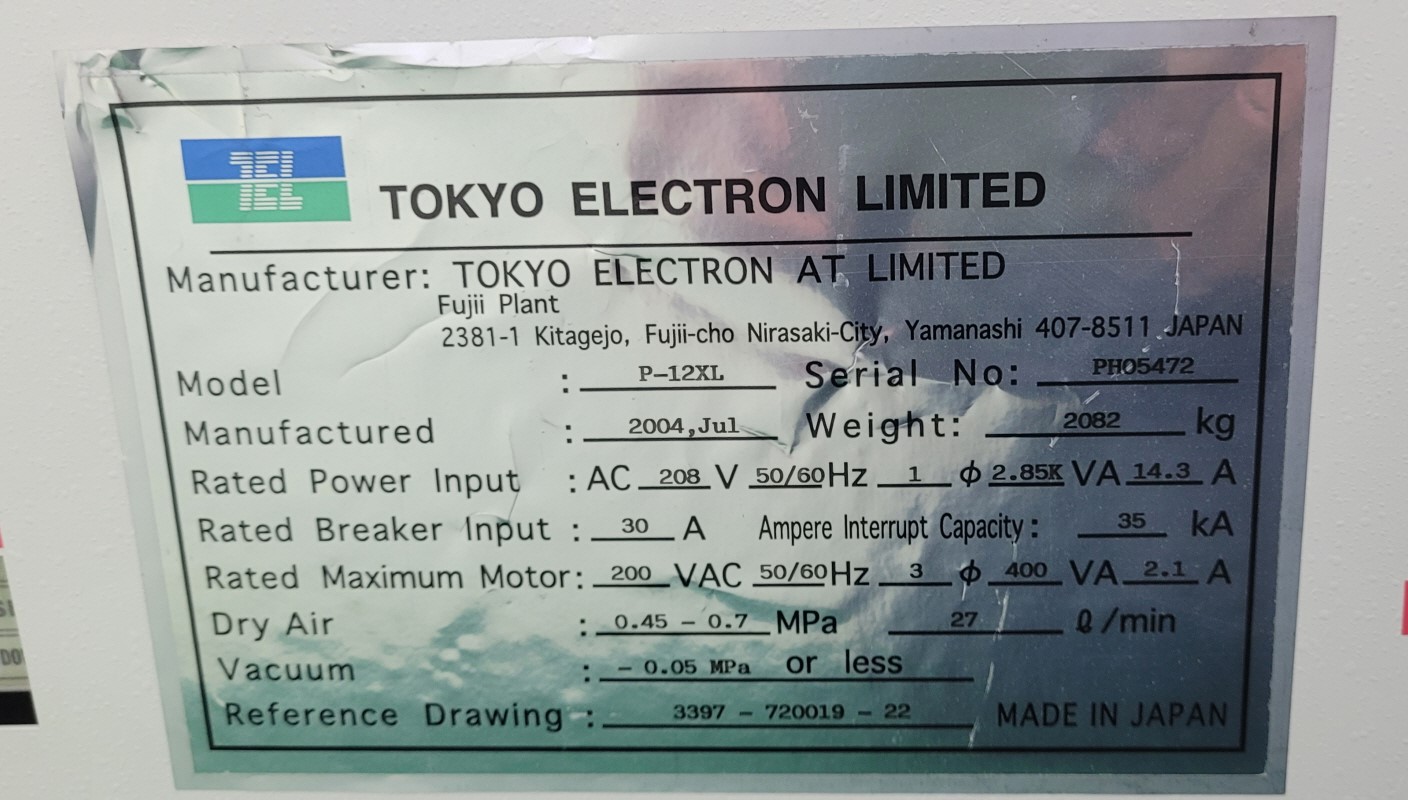 TEL
TOKYO ELECTRON LIMITED
Manufacturer: TOKYO ELECTRON AT LIMITED
Fujii Plant
2381-1 Kitagejo, Fujii-cho Nirasaki-City, Yamanashi 407-8511 JAPAN
Model : P-12XL Serial No: PH05472
Manufactured : 2004,Jul Weight: 2082 kg
Rated Power Input : AC 208 V 50/60 Hz 1 ϕ 2.85K VA 14.3 A
Rated Breaker Input : 30 A Ampere Interrupt Capacity : 35 kA
Rated Maximum Motor: 200 VAC 50/60 Hz 3 ϕ 400 VA 2.1 A
Dry Air : 0.45 - 0.7 MPa 27 ℓ/min
Vacuum : - 0.05 MPa or less
Reference Drawing : 3397 - 720019 - 22 MADE IN JAPAN